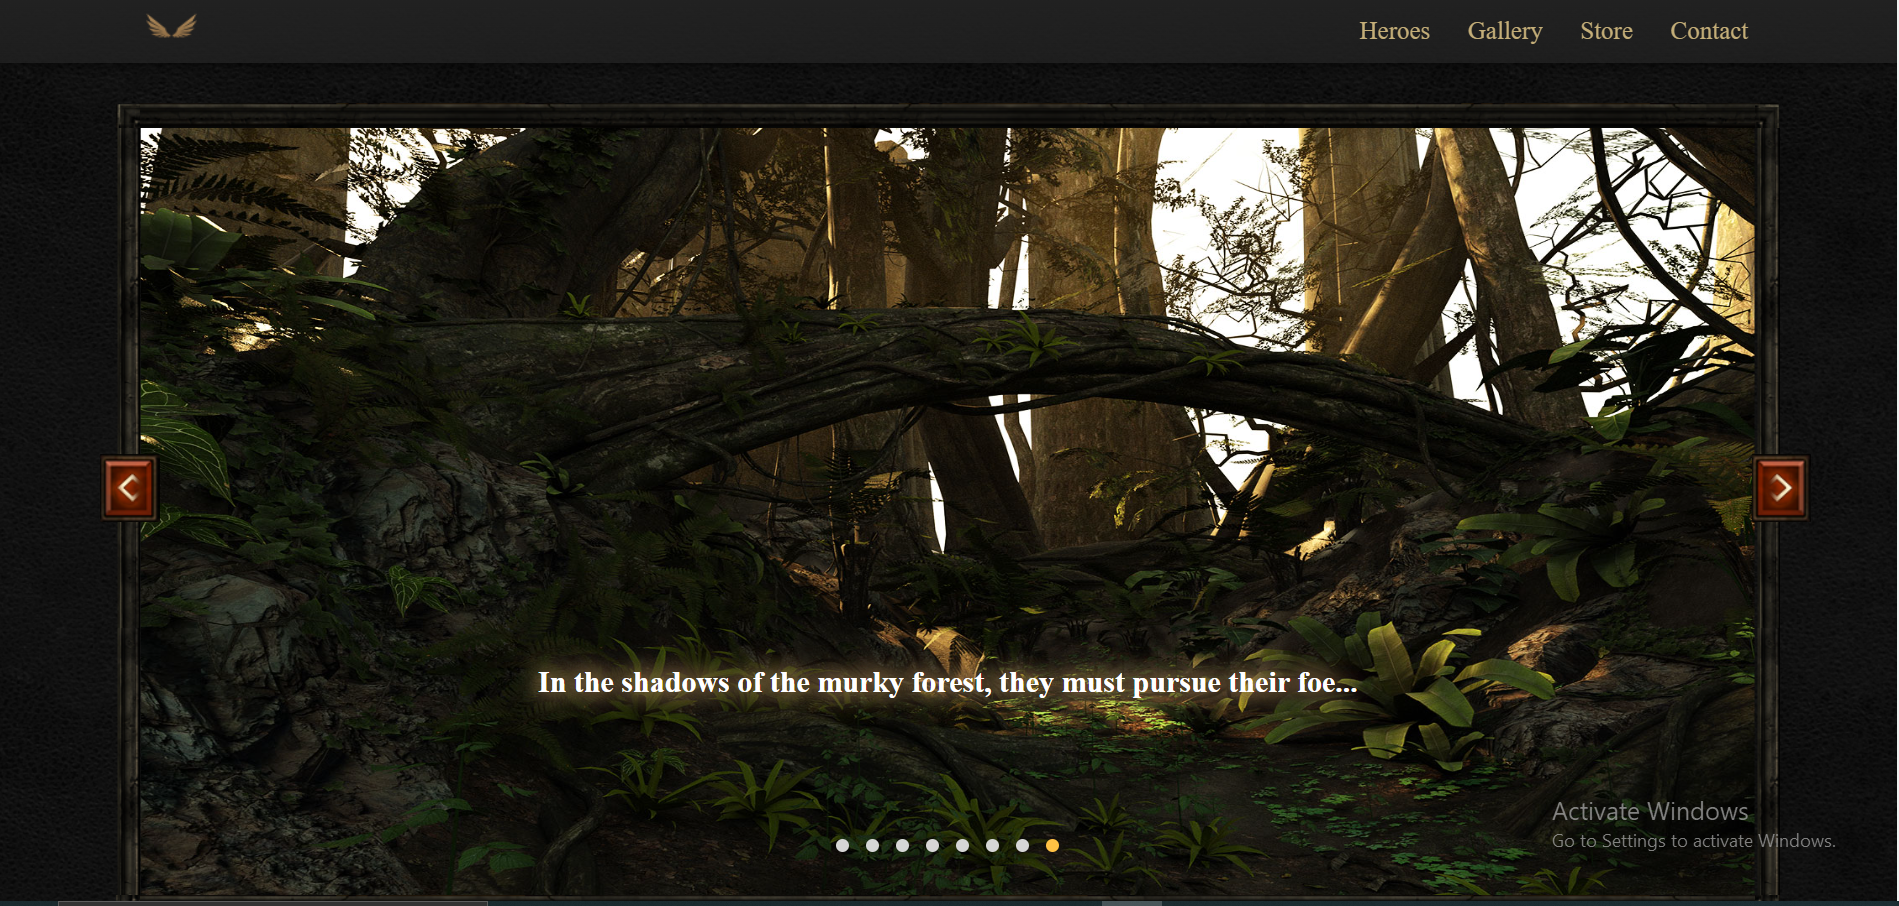 Heroes Gallery Store Contact
In the shadows of the murky forest, they must pursue their foe...
Activate Windows
Go to Settings to activate Windows.